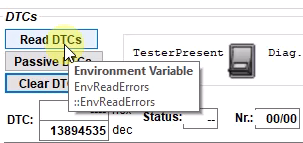 DTCs
Read DTCs
TesterPresent
Diag.
Passive DTCs
Environment Variable
EnvReadErrors
::EnvReadErrors
Clear DTC
DTC:
Status: -- Nr.: 00/00
13894535 dec